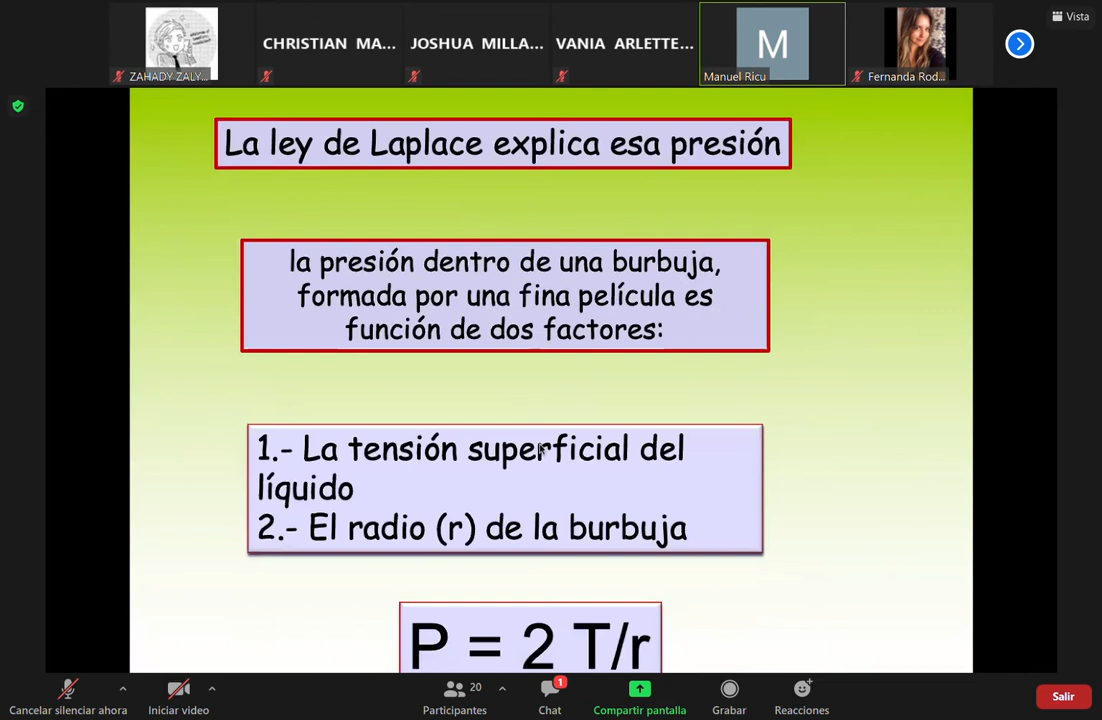 Vista
ZAHADY ZALY...
CHRISTIAN MA...
JOSHUA MILLA...
VANIA ARLETTE...
M
Manuel Ricu
Fernanda Rod...
La ley de Laplace explica esa presión
la presión dentro de una burbuja,
formada por una fina película es
función de dos factores:
1.- La tensión superficial del
líquido
2.- El radio (r) de la burbuja
P = 2 T/r
Cancelar silenciar ahora
Iniciar video
20
Participantes
1
Chat
Compartir pantalla
Grabar
Reacciones
Salir